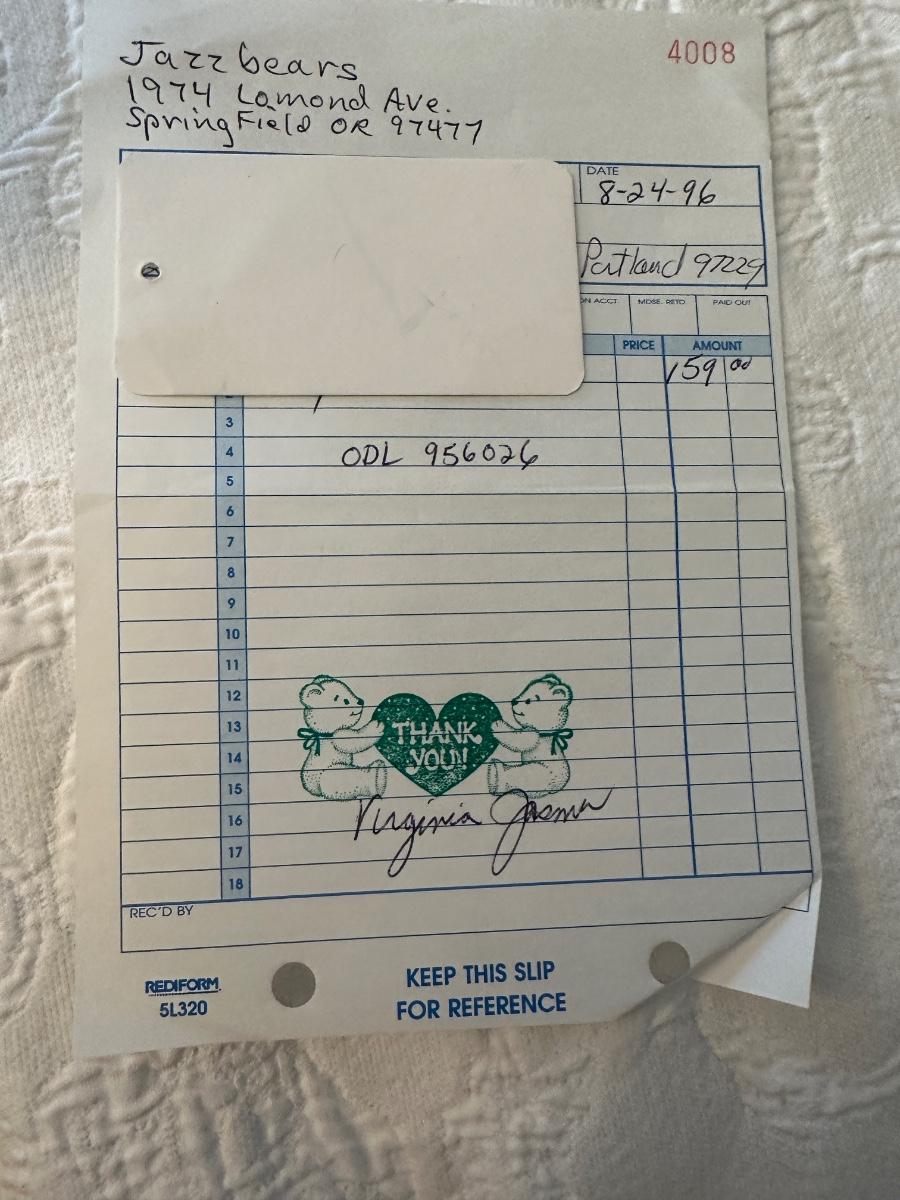 Jazzbears
4008
1974 Lomond Ave.
Springfield OR 97477
DATE
8-24-96
Portland 97229
ON ACCT.
MDSE. RETD.
PAID OUT
PRICE
AMOUNT
159 00
3
4 ODL 956026
5
6
7
8
9
10
11
12
13
14
15
16
17
18
THANK
YOU!
Virginia Jasmer
REC'D BY
REDIFORM
5L320
KEEP THIS SLIP
FOR REFERENCE